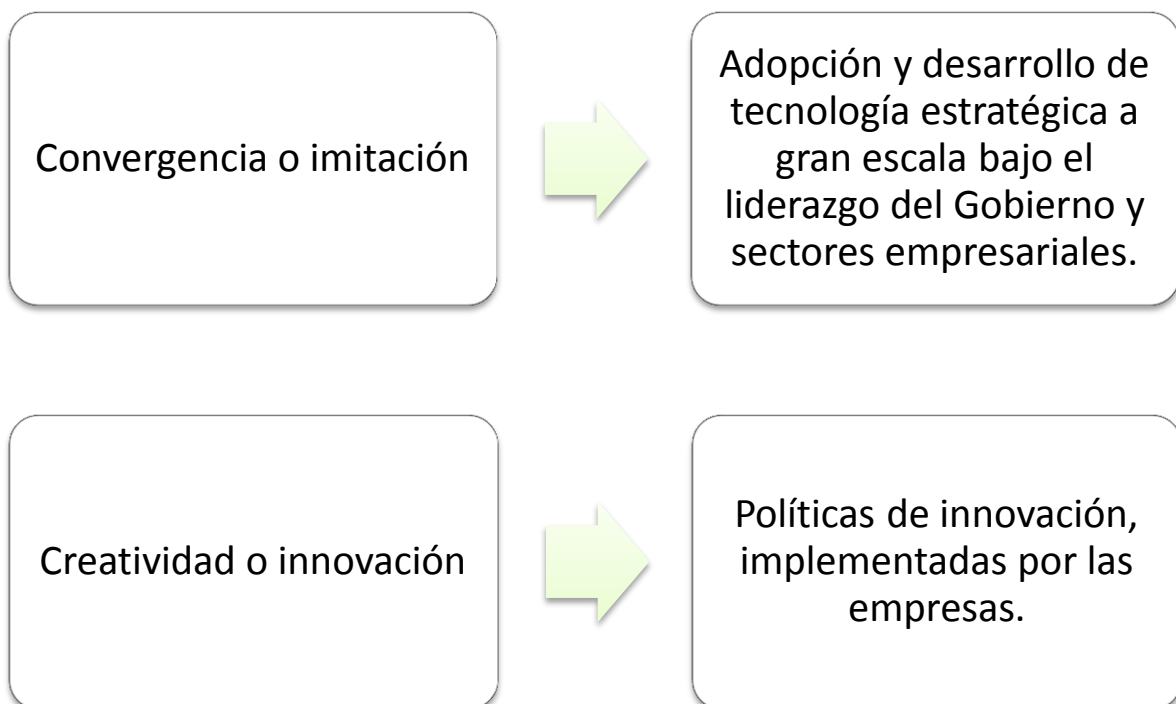 Convergencia o imitación
Adopción y desarrollo de
tecnología estratégica a
gran escala bajo el
liderazgo del Gobierno y
sectores empresariales.
Creatividad o innovación
Políticas de innovación,
implementadas por las
empresas.